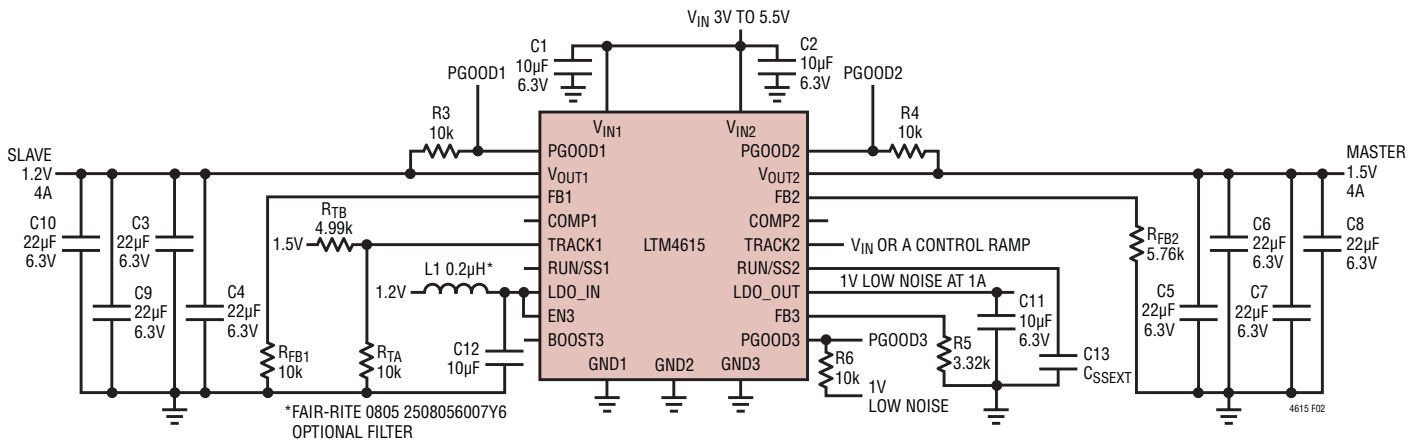 V_IN 3V TO 5.5V
C1
10µF
6.3V
C2
10µF
6.3V
PGOOD1
PGOOD2
R3
10k
R4
10k
V_IN1
V_IN2
SLAVE
1.2V
4A
MASTER
1.5V
4A
PGOOD1
V_OUT1
FB1
COMP1
TRACK1
RUN/SS1
LDO_IN
EN3
BOOST3
LTM4615
PGOOD2
V_OUT2
FB2
COMP2
TRACK2
RUN/SS2
LDO_OUT
FB3
PGOOD3
GND1
GND2
GND3
C10
22µF
6.3V
C9
22µF
6.3V
C3
22µF
6.3V
C4
22µF
6.3V
R_TB
4.99k
1.5V
L1 0.2µH*
1.2V
R_FB1
10k
R_TA
10k
C12
10µF
V_IN OR A CONTROL RAMP
1V LOW NOISE AT 1A
C11
10µF
6.3V
PGOOD3
R6
10k
1V
LOW NOISE
R5
3.32k
C13
C_SSEXT
R_FB2
5.76k
C5
22µF
6.3V
C6
22µF
6.3V
C7
22µF
6.3V
C8
22µF
6.3V
*FAIR-RITE 0805 2508056007Y6
OPTIONAL FILTER
4615 F02